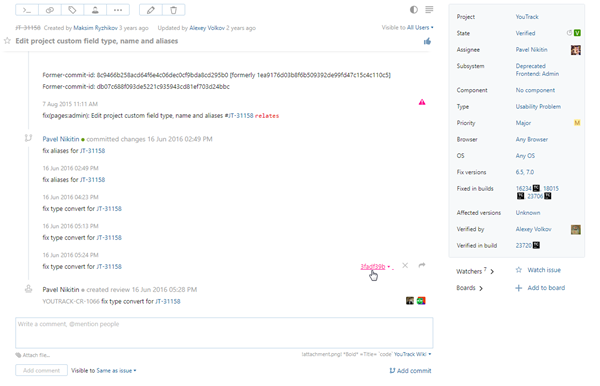 JT-31158 Created by Maksim Ryzhikov 3 years ago Updated by Alexey Volkov 2 years ago
Visible to All Users
Edit project custom field type, name and aliases
Former-commit-id: 8c9466b258acd64f6e4c06dec0cf9bda8cd295b0 [formerly 1ea9176d03b8f6b509392de99fd47c15c4c110c5]
Former-commit-id: db07c688f093de5221c935943cd81ef703d24bbc
7 Aug 2015 11:11 AM
fix(pages:admin): Edit project custom field type, name and aliases #JT-31158 relates
Pavel Nikitin committed changes 16 Jun 2016 02:49 PM
fix aliases for JT-31158
16 Jun 2016 02:49 PM
fix aliases for JT-31158
16 Jun 2016 04:23 PM
fix type convert for JT-31158
16 Jun 2016 05:13 PM
fix type convert for JT-31158
16 Jun 2016 05:24 PM
fix type convert for JT-31158
3fadf39b
Pavel Nikitin created review 16 Jun 2016 05:28 PM
YOUTRACK-CR-1066 fix type convert for JT-31158
Write a comment, @mention people
Attach file...
!attachment.png! *Bold* =Title= `code` YouTrack Wiki
Add comment Visible to Same as issue
Add commit
Project YouTrack
State Verified V
Assignee Pavel Nikitin
Subsystem Deprecated
Frontend: Admin
Component No component
Type Usability Problem
Priority Major M
Browser Any Browser
OS Any OS
Fix versions 6.5, 7.0
Fixed in builds 16234, 18015
, 23706
Affected versions Unknown
Verified by Alexey Volkov
Verified in build 23720
Watchers 7 Watch issue
Boards Add to board